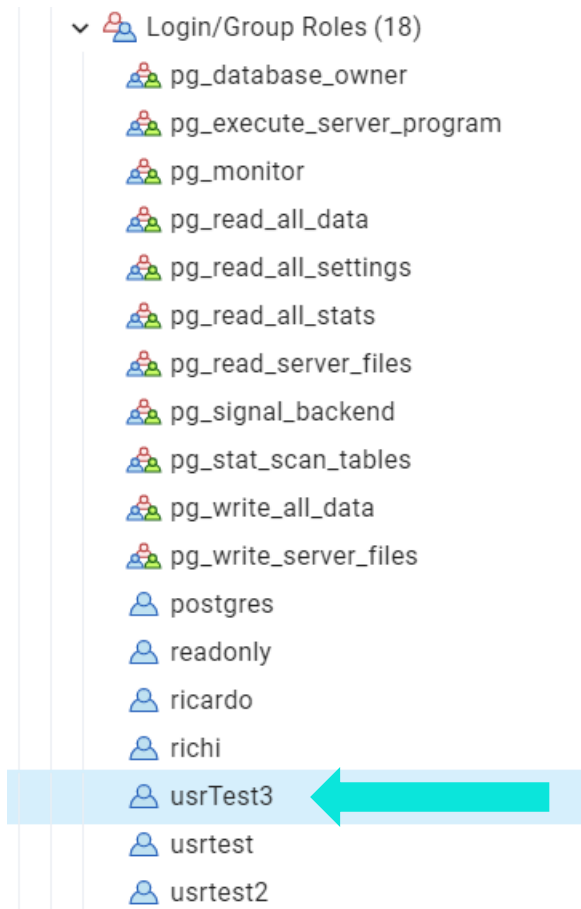 Login/Group Roles (18)
pg_database_owner
pg_execute_server_program
pg_monitor
pg_read_all_data
pg_read_all_settings
pg_read_all_stats
pg_read_server_files
pg_signal_backend
pg_stat_scan_tables
pg_write_all_data
pg_write_server_files
postgres
readonly
ricardo
richi
usrTest3
usrtest
usrtest2